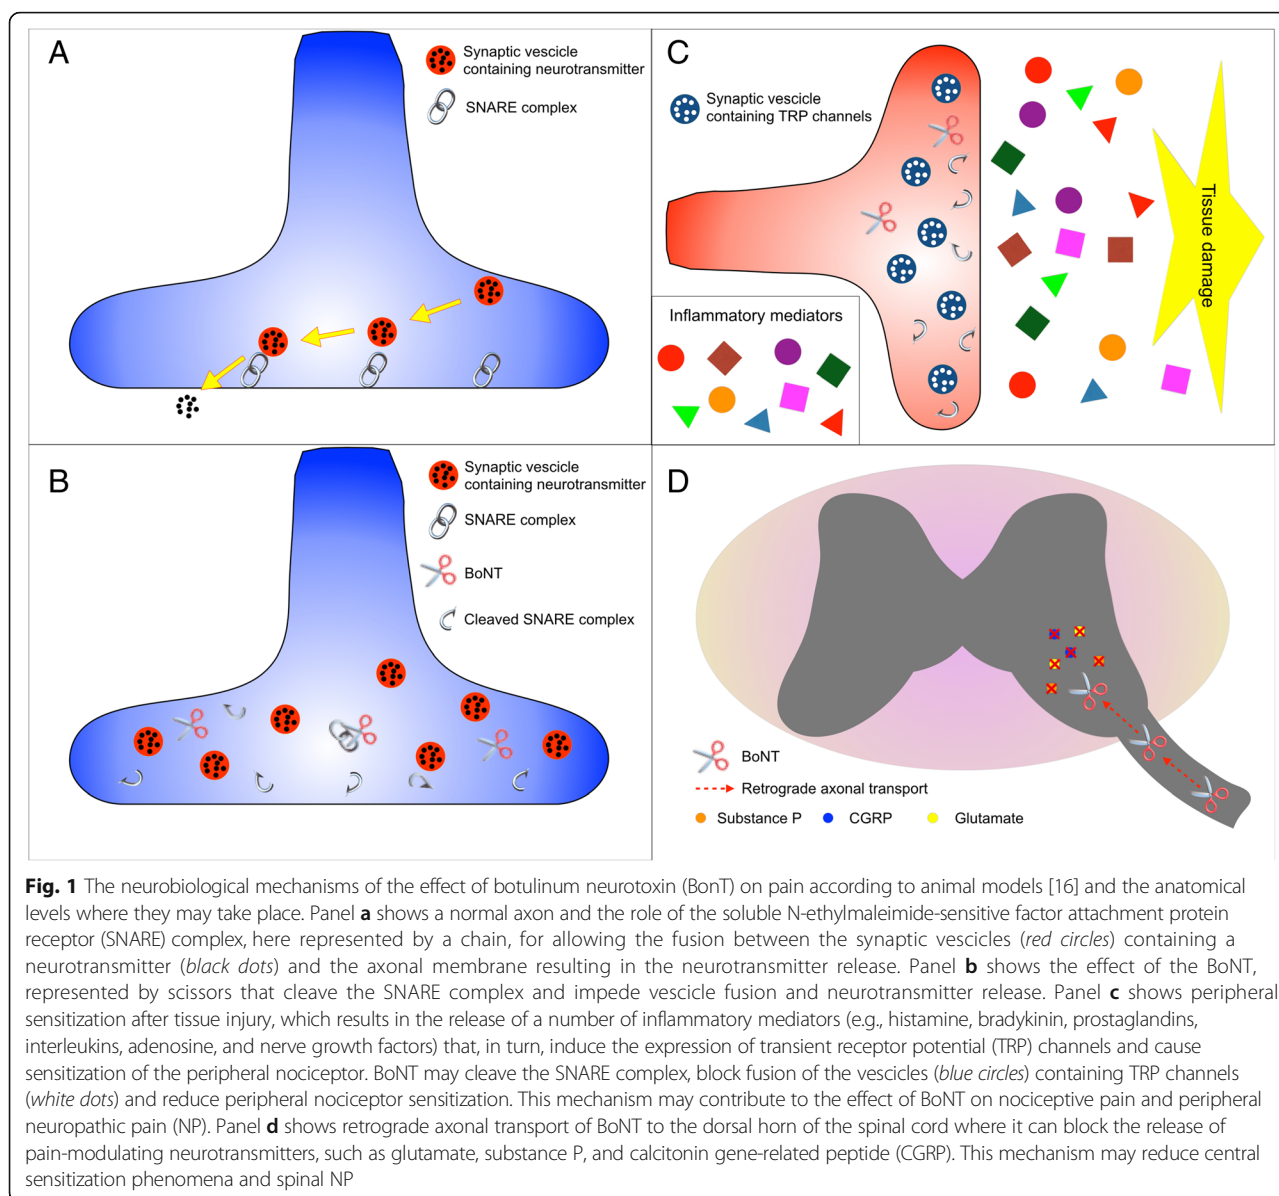 A
Synaptic vescicle
containing neurotransmitter
SNARE complex
B
Synaptic vescicle
containing neurotransmitter
SNARE complex
BoNT
Cleaved SNARE complex
C
Synaptic vescicle
containing TRP channels
Inflammatory mediators
Tissue damage
D
BoNT
Retrograde axonal transport
Substance P CGRP Glutamate
Fig. 1 The neurobiological mechanisms of the effect of botulinum neurotoxin (BonT) on pain according to animal models [16] and the anatomical
levels where they may take place. Panel a shows a normal axon and the role of the soluble N-ethylmaleimide-sensitive factor attachment protein
receptor (SNARE) complex, here represented by a chain, for allowing the fusion between the synaptic vesicles (red circles) containing a
neurotransmitter (black dots) and the axonal membrane resulting in the neurotransmitter release. Panel b shows the effect of the BoNT,
represented by scissors that cleave the SNARE complex and impede vesicle fusion and neurotransmitter release. Panel c shows peripheral
sensitization after tissue injury, which results in the release of a number of inflammatory mediators (e.g., histamine, bradykinin, prostaglandins,
interleukins, adenosine, and nerve growth factors) that, in turn, induce the expression of transient receptor potential (TRP) channels and cause
sensitization of the peripheral nociceptor. BoNT may cleave the SNARE complex, block fusion of the vesicles (blue circles) containing TRP channels
(white dots) and reduce peripheral nociceptor sensitization. This mechanism may contribute to the effect of BoNT on nociceptive pain and peripheral
neuropathic pain (NP). Panel d shows retrograde axonal transport of BoNT to the dorsal horn of the spinal cord where it can block the release of
pain-modulating neurotransmitters, such as glutamate, substance P, and calcitonin gene-related peptide (CGRP). This mechanism may reduce central
sensitization phenomena and spinal NP